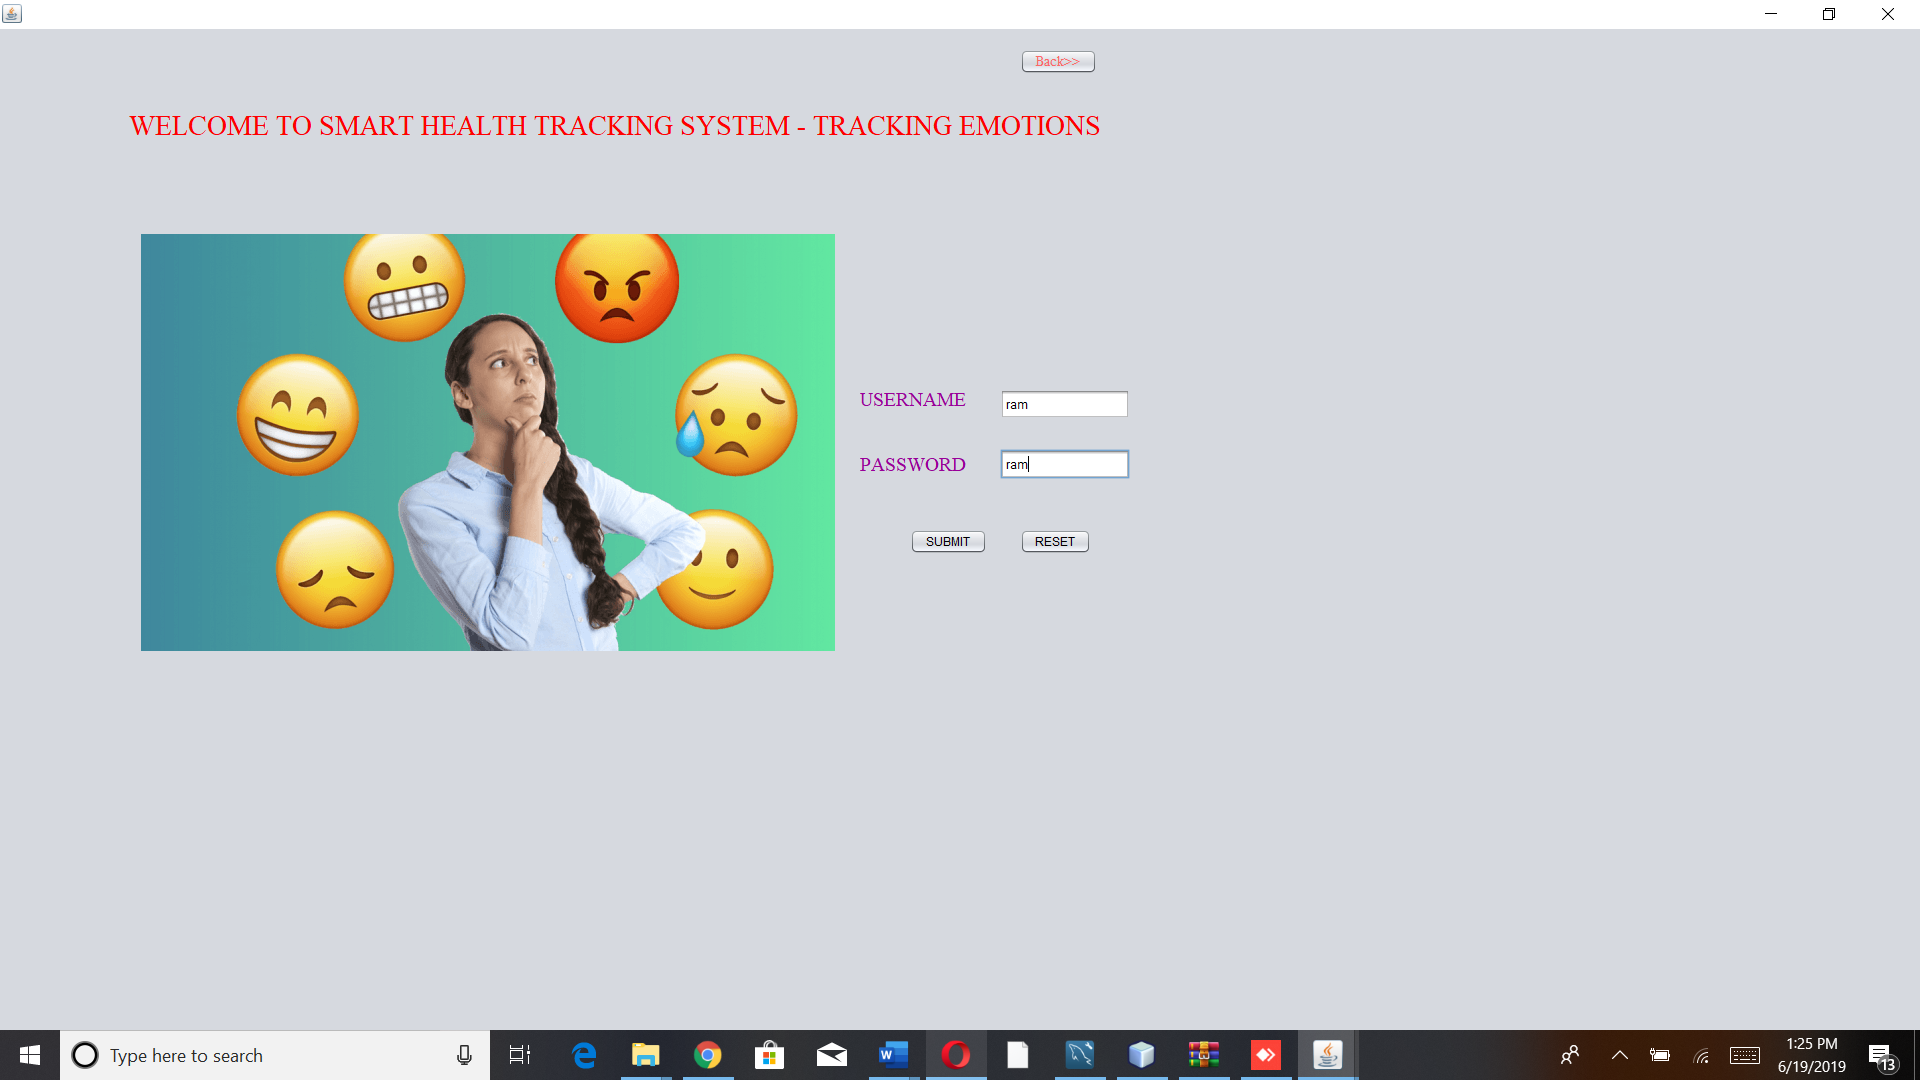 Back>>
WELCOME TO SMART HEALTH TRACKING SYSTEM - TRACKING EMOTIONS
USERNAME ram
PASSWORD ram
SUBMIT RESET
Type here to search
1:25 PM
6/19/2019
13